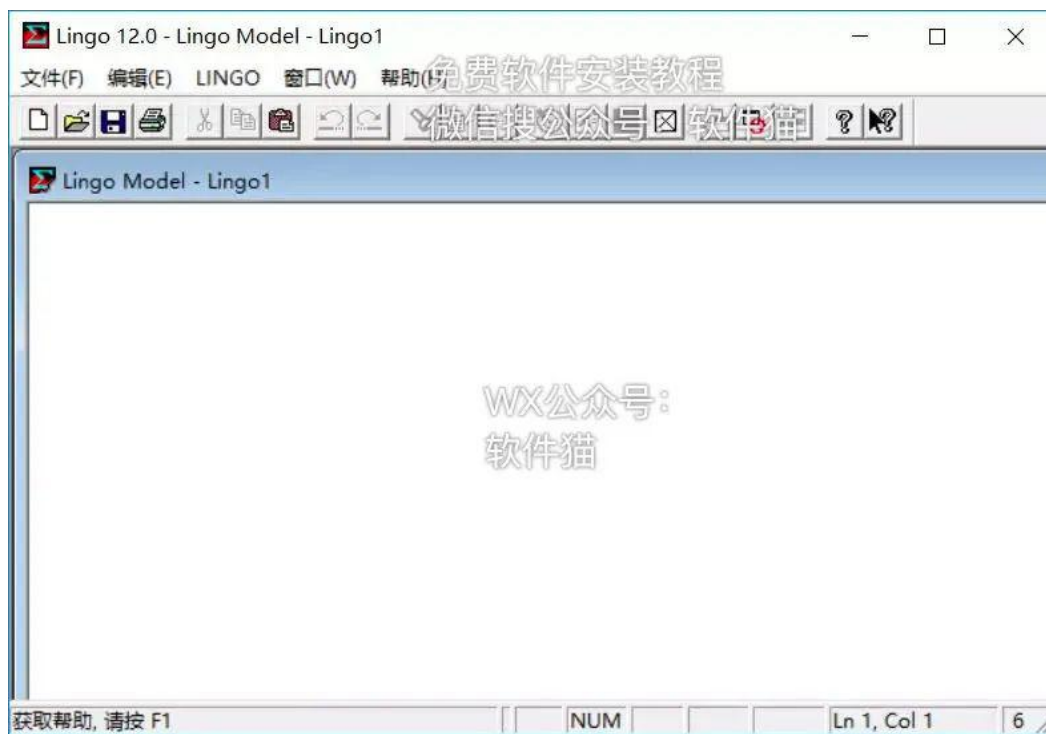 Lingo 12.0 - Lingo Model - Lingo1
文件(F) 编辑(E) LINGO 窗口(W) 帮助(H)
免费软件安装教程
微信搜公众号 软件猫
Lingo Model - Lingo1
WX公众号:
软件猫
获取帮助, 请按 F1 NUM Ln 1, Col 1 6